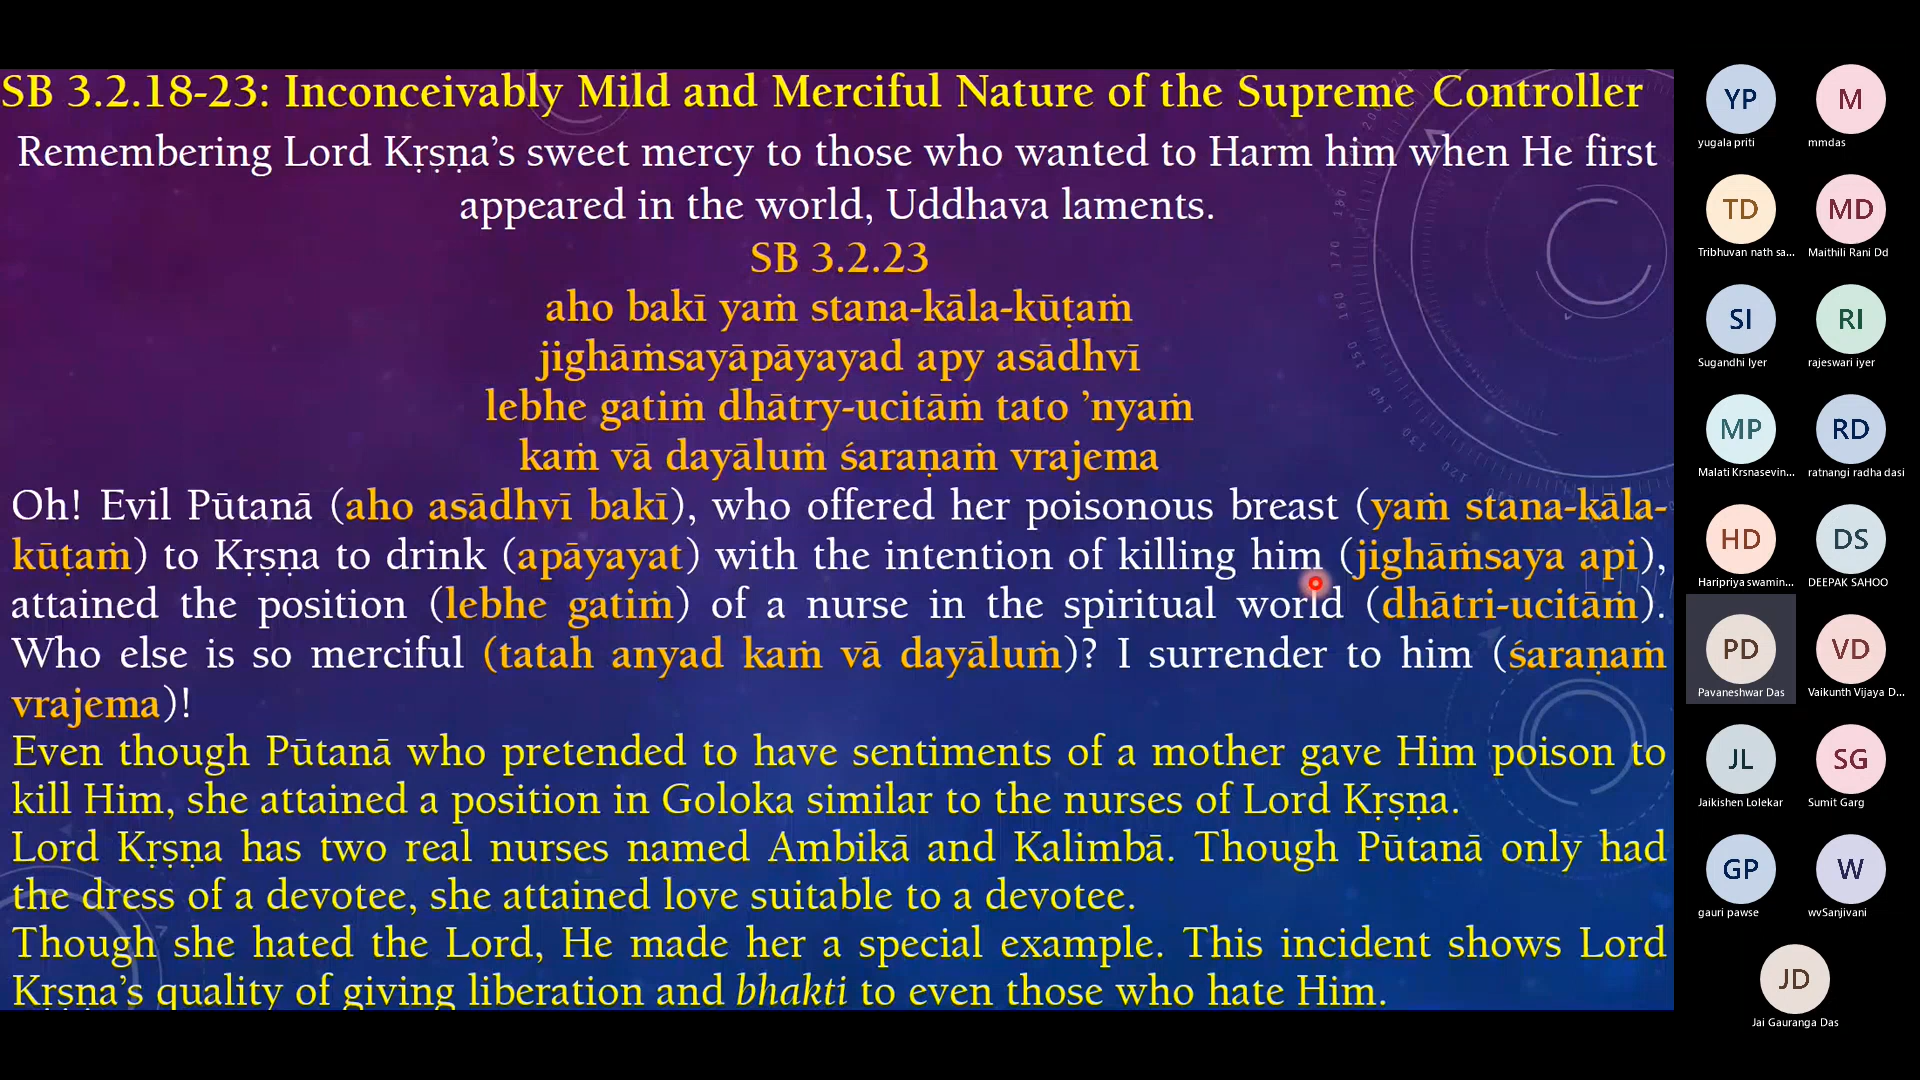 SB 3.2.18-23: Inconceivably Mild and Merciful Nature of the Supreme Controller
Remembering Lord Kṛṣṇa’s sweet mercy to those who wanted to Harm him when He first
appeared in the world, Uddhava laments.
SB 3.2.23
aho bakī yaṁ stana-kāla-kūṭaṁ
jighāṁsayāpāyayad apy asādhvī
lebhe gatiṁ dhātry-ucitāṁ tato ’nyaṁ
kaṁ vā dayāluṁ śaraṇaṁ vrajema
Oh! Evil Pūtanā (aho asādhvī bakī), who offered her poisonous breast (yaṁ stana-kāla-
kūṭaṁ) to Kṛṣṇa to drink (apāyayat) with the intention of killing him (jighāṁsaya api),
attained the position (lebhe gatiṁ) of a nurse in the spiritual world (dhātri-ucitāṁ).
Who else is so merciful (tatah anyad kaṁ vā dayāluṁ)? I surrender to him (śaraṇaṁ
vrajema)!
Even though Pūtanā who pretended to have sentiments of a mother gave Him poison to
kill Him, she attained a position in Goloka similar to the nurses of Lord Kṛṣṇa.
Lord Kṛṣṇa has two real nurses named Ambikā and Kalimbā. Though Pūtanā only had
the dress of a devotee, she attained love suitable to a devotee.
Though she hated the Lord, He made her a special example. This incident shows Lord
Kṛṣṇa’s quality of giving liberation and bhakti to even those who hate Him.
YP M
yugala priti mmdas
TD MD
Tribhuvan nath sa... Maithili Rani Dd
SI RI
Sugandhi Iyer rajeswari iyer
MP RD
Malati Krsnasevin... ratnangi radha dasi
HD DS
Haripriya swamin... DEEPAK SAHOO
PD VD
Pavaneshwar Das Vaikunth Vijaya D...
JL SG
Jaikishen Lolekar Sumit Garg
GP W
gauri pawse wvSanjivani
JD
Jai Gauranga Das